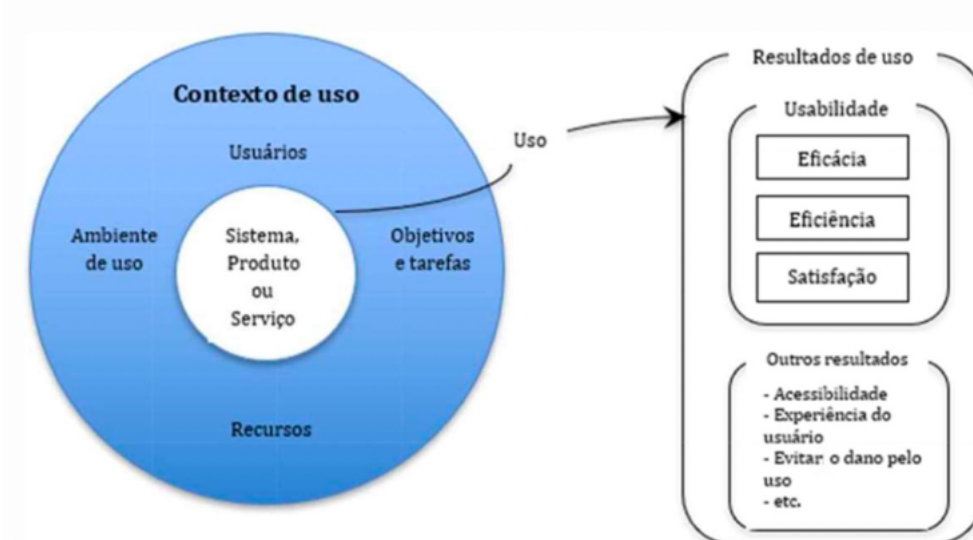 Contexto de uso
Usuários
Ambiente
de uso
Sistema,
Produto
ou
Serviço
Objetivos
e tarefas
Recursos
Uso
Resultados de uso
Usabilidade
Eficácia
Eficiência
Satisfação
Outros resultados
- Acessibilidade
- Experiência do
usuário
- Evitar o dano pelo
uso
- etc.